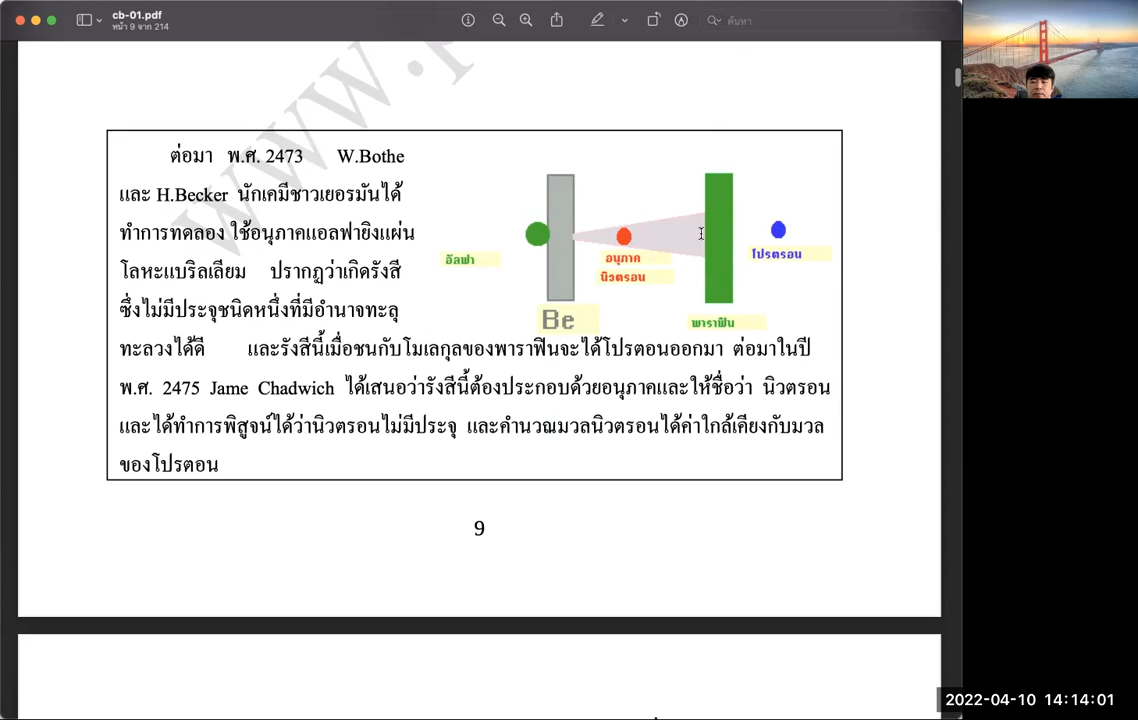 cb-01.pdf
หน้า 9 จาก 214
ค้นหา
www.p
ต่อมา พ.ศ. 2473 W.Bothe
และ H.Becker นักเคมีชาวเยอรมันได้
ทำการทดลอง ใช้อนุภาคแอลฟายิงแผ่น
โลหะแบริลเลียม ปรากฏว่าเกิดรังสี
ซึ่งไม่มีประจุชนิดหนึ่งที่มีอำนาจทะลุ
ทะลวงได้ดี และรังสีนี้เมื่อชนกับโมเลกุลของพาราฟินจะได้โปรตอนออกมา ต่อมาในปี
พ.ศ. 2475 Jame Chadwich ได้เสนอว่ารังสีนี้ต้องประกอบด้วยอนุภาคและให้ชื่อว่า นิวตรอน
และได้ทำการพิสูจน์ได้ว่านิวตรอนไม่มีประจุ และคำนวณมวลนิวตรอนได้ค่าใกล้เคียงกับมวล
ของโปรตอน
อัลฟา
Be
อนุภาค
นิวตรอน
พาราฟิน
โปรตรอน
9
2022-04-10 14:14:01